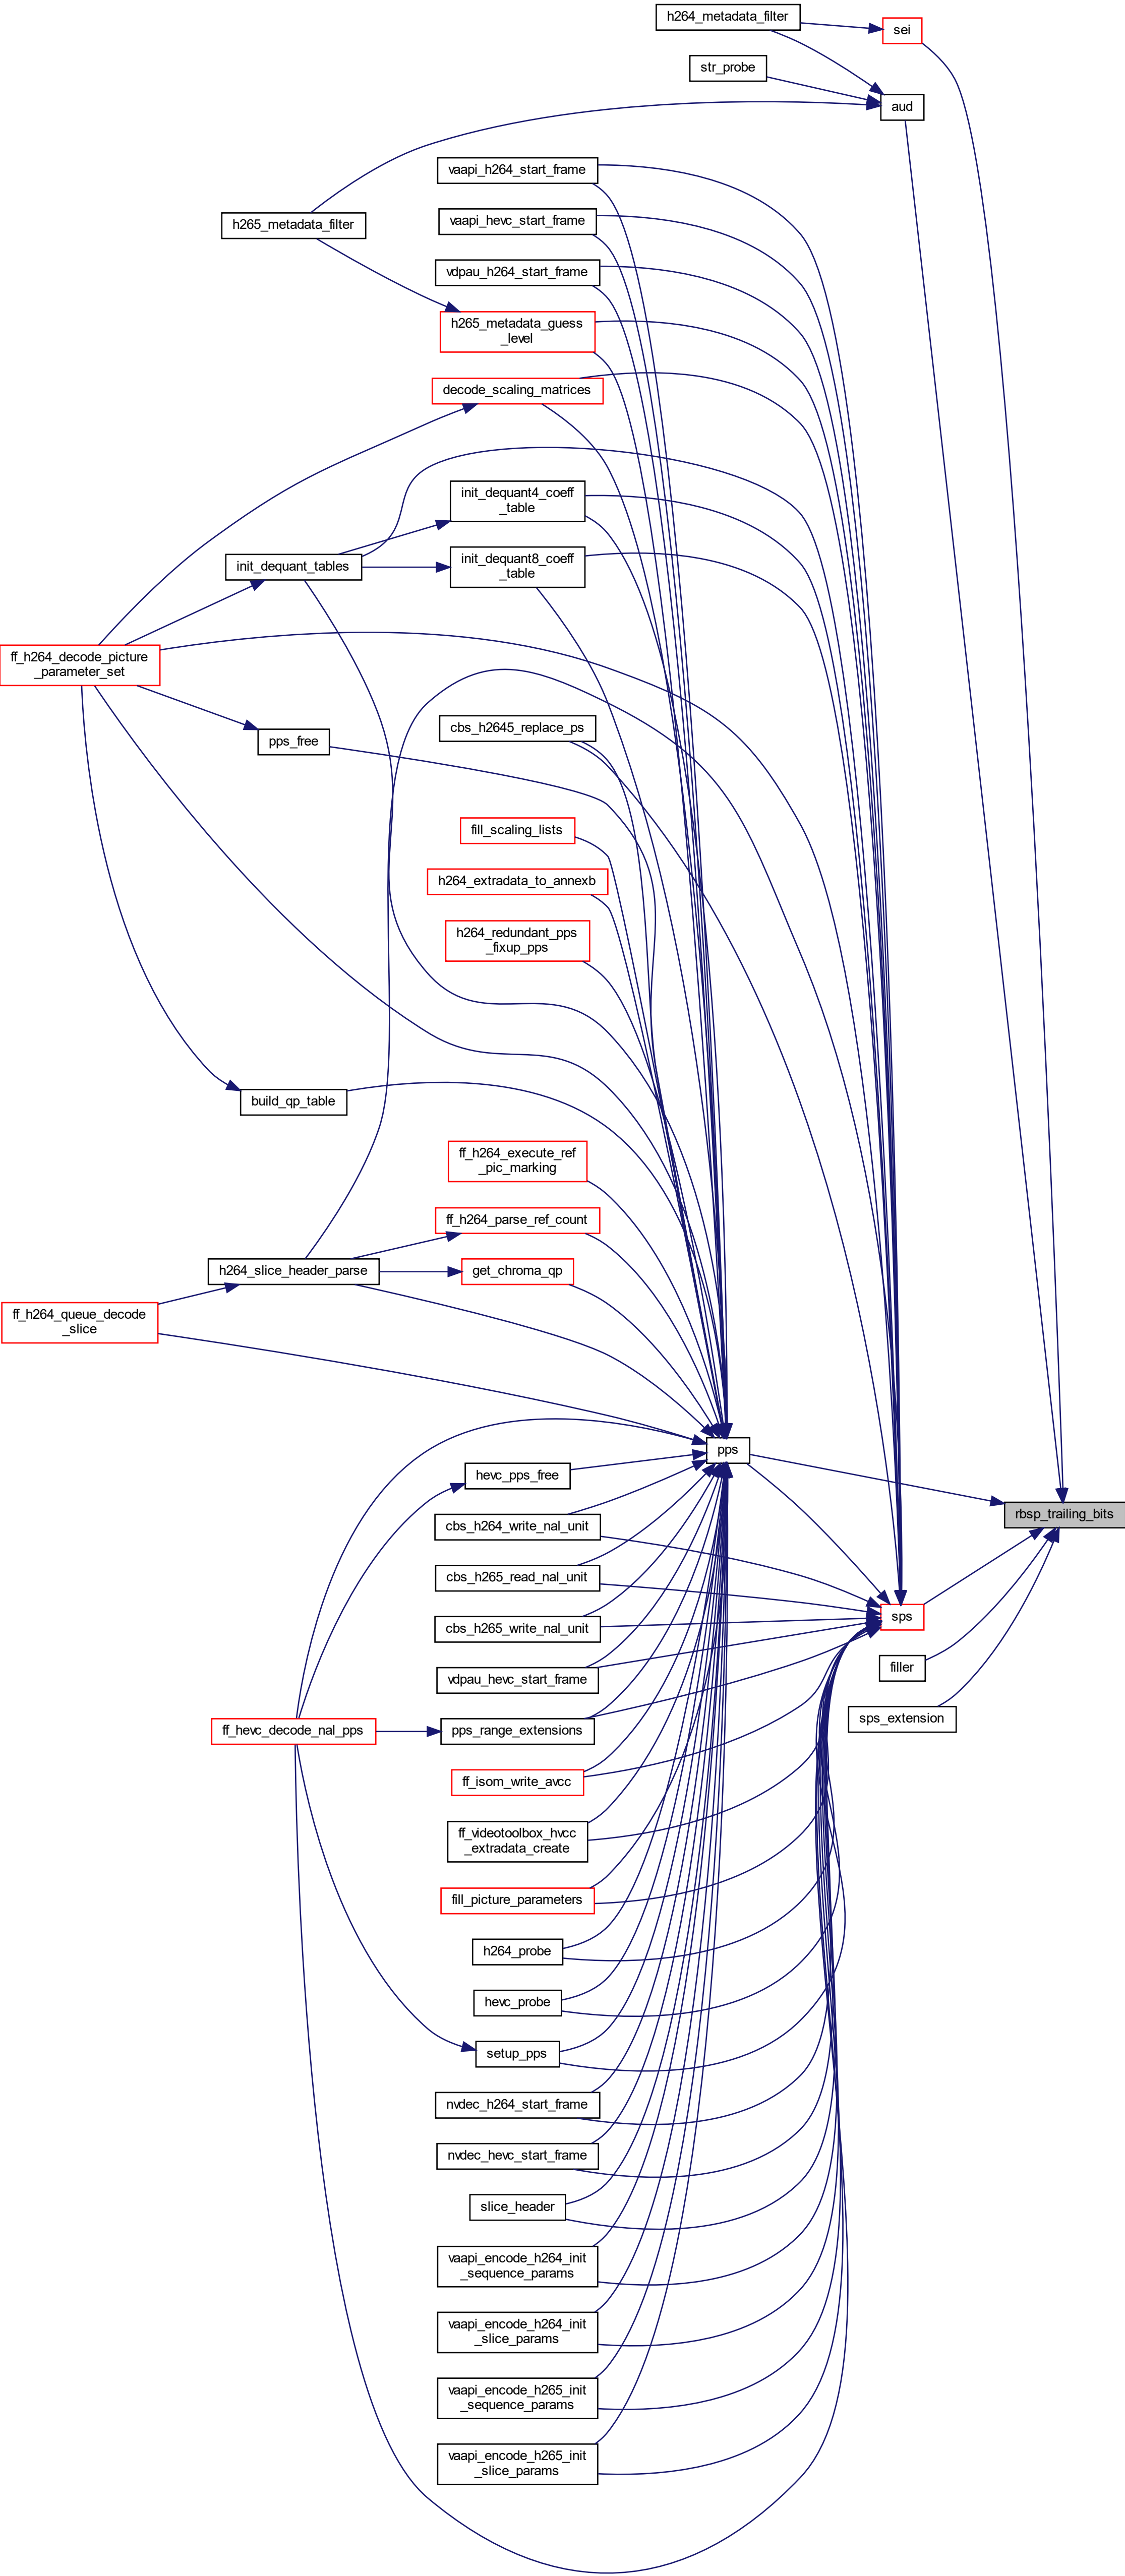 h264_metadata_filter
sei
str_probe
aud
vaapi_h264_start_frame
h265_metadata_filter
vaapi_hevc_start_frame
vdpau_h264_start_frame
h265_metadata_guess
_level
decode_scaling_matrices
init_dequant4_coeff
_table
init_dequant8_coeff
_table
init_dequant_tables
ff_h264_decode_picture
_parameter_set
cbs_h2645_replace_ps
pps_free
fill_scaling_lists
h264_extradata_to_annexb
h264_redundant_pps
_fixup_pps
build_qp_table
ff_h264_execute_ref
_pic_marking
ff_h264_parse_ref_count
h264_slice_header_parse
get_chroma_qp
ff_h264_queue_decode
_slice
pps
hevc_pps_free
rbsp_trailing_bits
cbs_h264_write_nal_unit
cbs_h265_read_nal_unit
sps
cbs_h265_write_nal_unit
filler
vdpau_hevc_start_frame
sps_extension
ff_hevc_decode_nal_pps
pps_range_extensions
ff_isom_write_avcc
ff_videotoolbox_hvcc
_extradata_create
fill_picture_parameters
h264_probe
hevc_probe
setup_pps
nvdec_h264_start_frame
nvdec_hevc_start_frame
slice_header
vaapi_encode_h264_init
_sequence_params
vaapi_encode_h264_init
_slice_params
vaapi_encode_h265_init
_sequence_params
vaapi_encode_h265_init
_slice_params